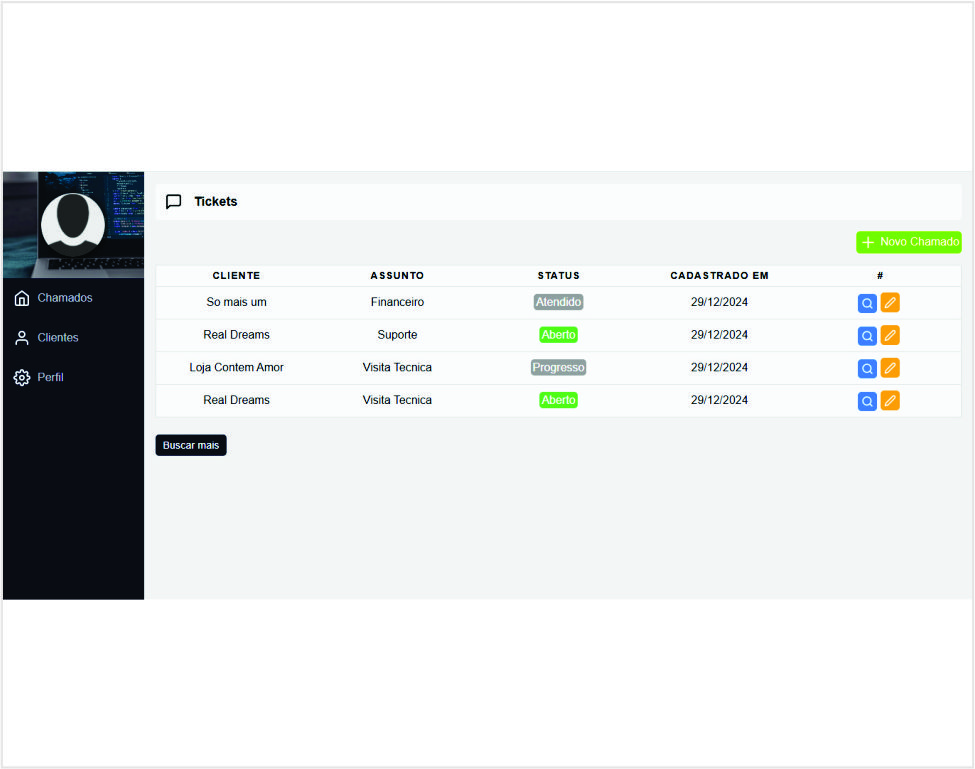 Tickets
+ Novo Chamado
Chamados
Clientes
Perfil
CLIENTE ASSUNTO STATUS CADASTRADO EM #
So mais um Financeiro Atendido 29/12/2024
Real Dreams Suporte Aberto 29/12/2024
Loja Contem Amor Visita Tecnica Progresso 29/12/2024
Real Dreams Visita Tecnica Aberto 29/12/2024
Buscar mais